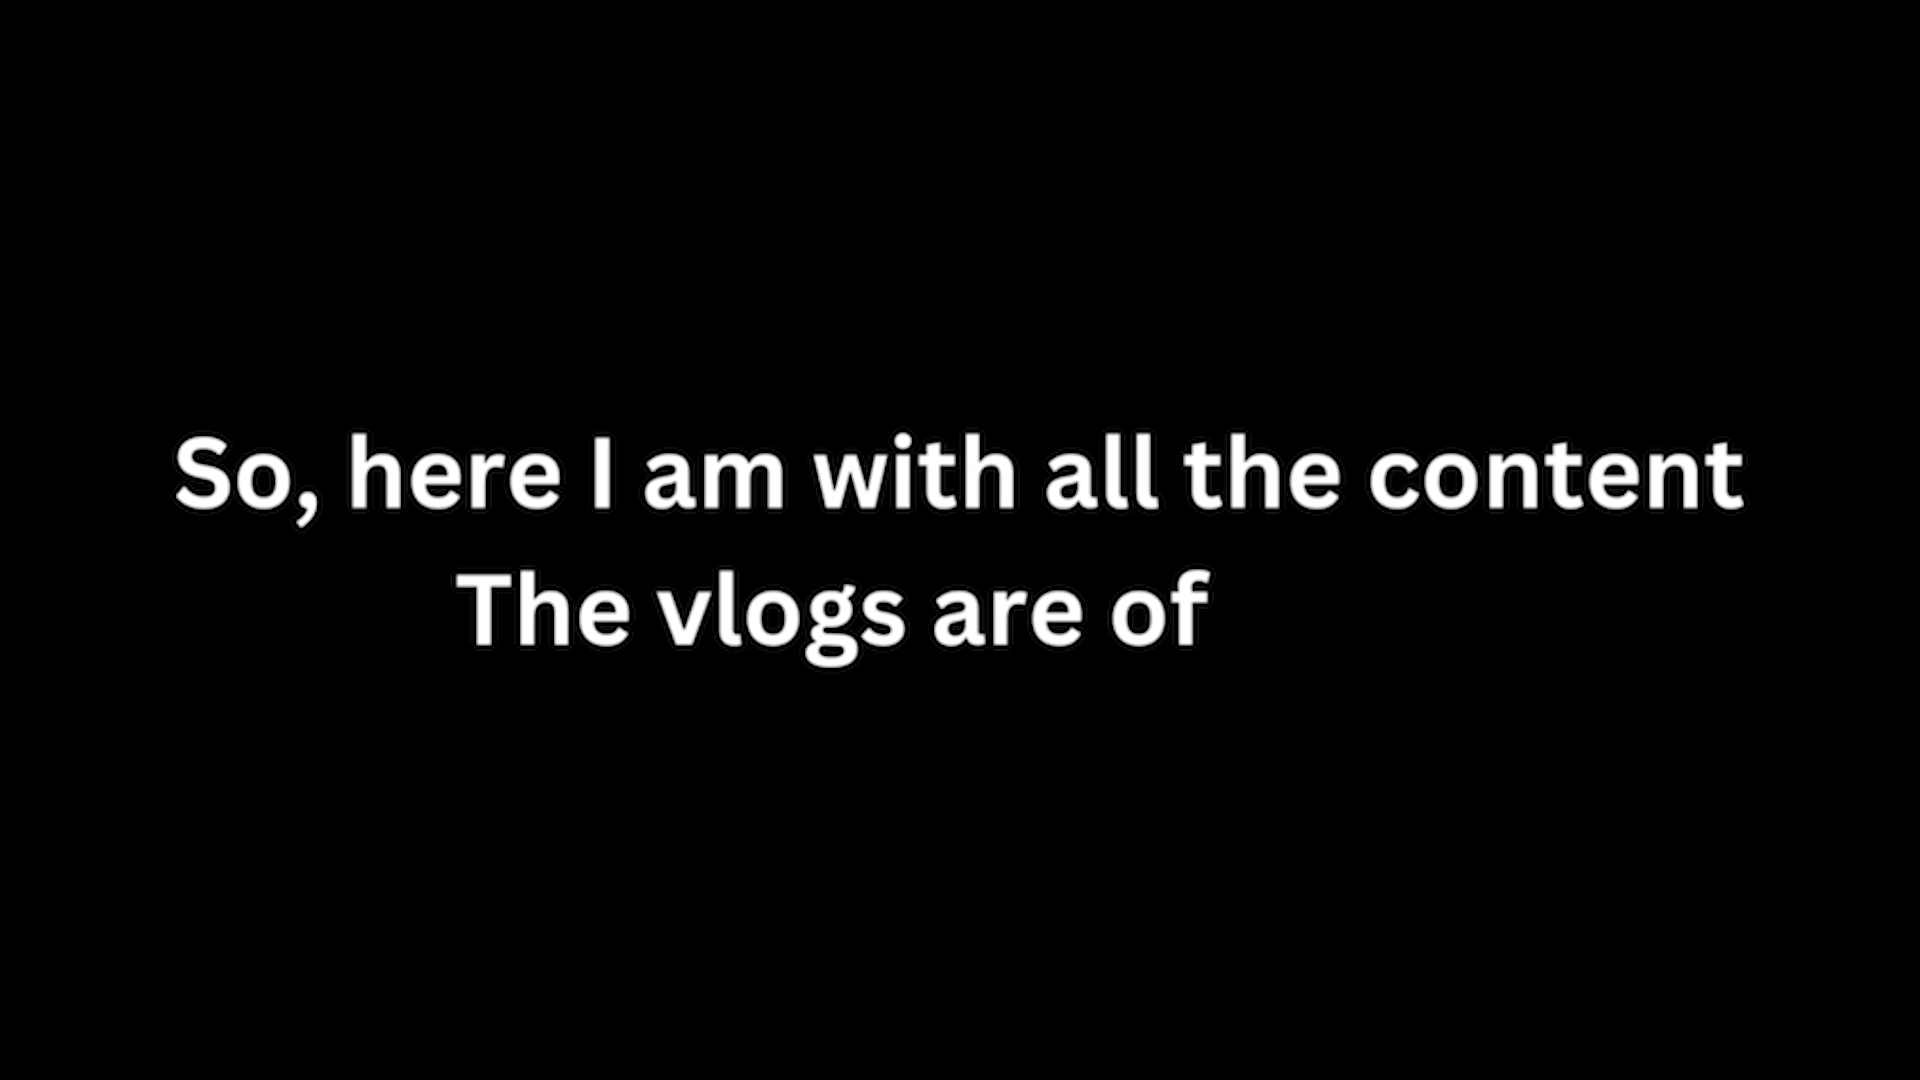 So, here I am with all the content
The vlogs are of